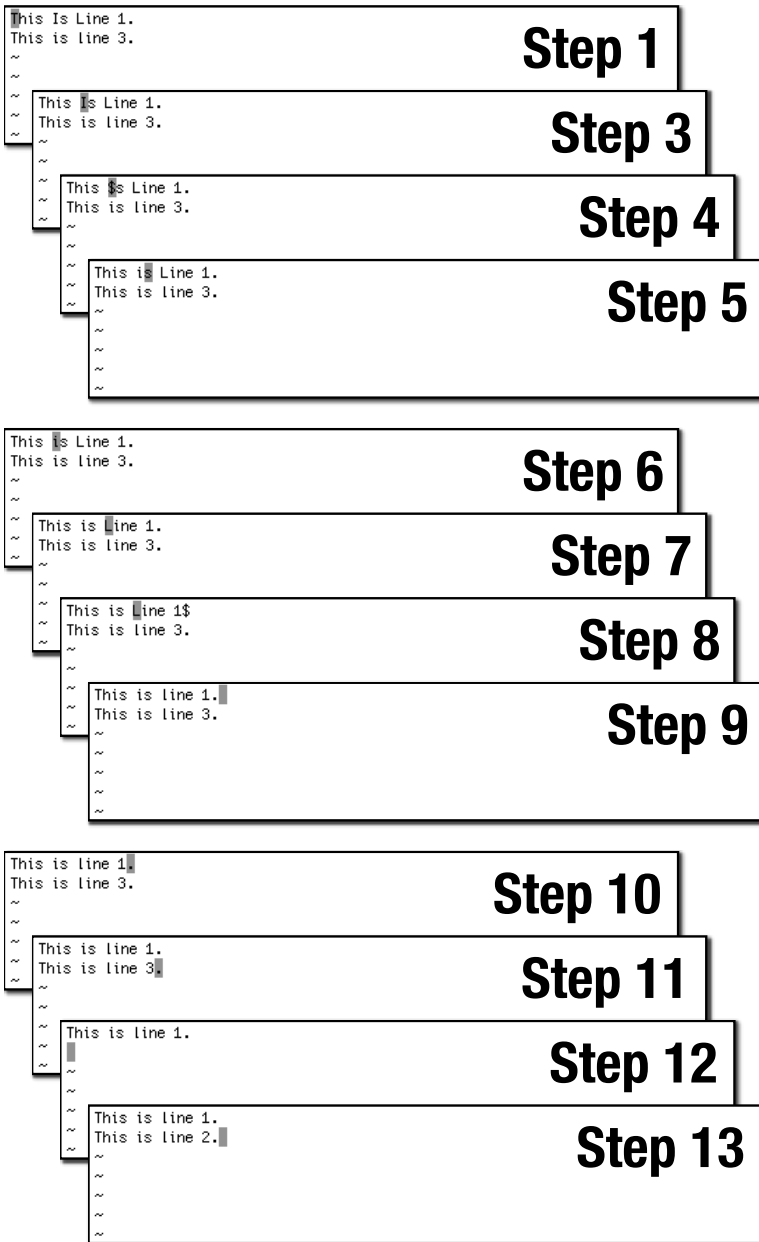 This Is Line 1.
This is line 3.
~
~
~
~
~
Step 1
This Is Line 1.
This is line 3.
~
~
~
~
~
Step 3
This $s Line 1.
This is line 3.
~
~
~
~
~
Step 4
This is Line 1.
This is line 3.
~
~
~
~
~
Step 5
This is Line 1.
This is line 3.
~
~
~
~
~
Step 6
This is Line 1.
This is line 3.
~
~
~
~
~
Step 7
This is Line 1$
This is line 3.
~
~
~
~
~
Step 8
This is line 1.
This is line 3.
~
~
~
~
~
Step 9
This is line 1.
This is line 3.
~
~
~
~
~
Step 10
This is line 1.
This is line 3.
~
~
~
~
~
Step 11
This is line 1.
~
~
~
~
~
Step 12
This is line 1.
This is line 2.
~
~
~
~
~
Step 13